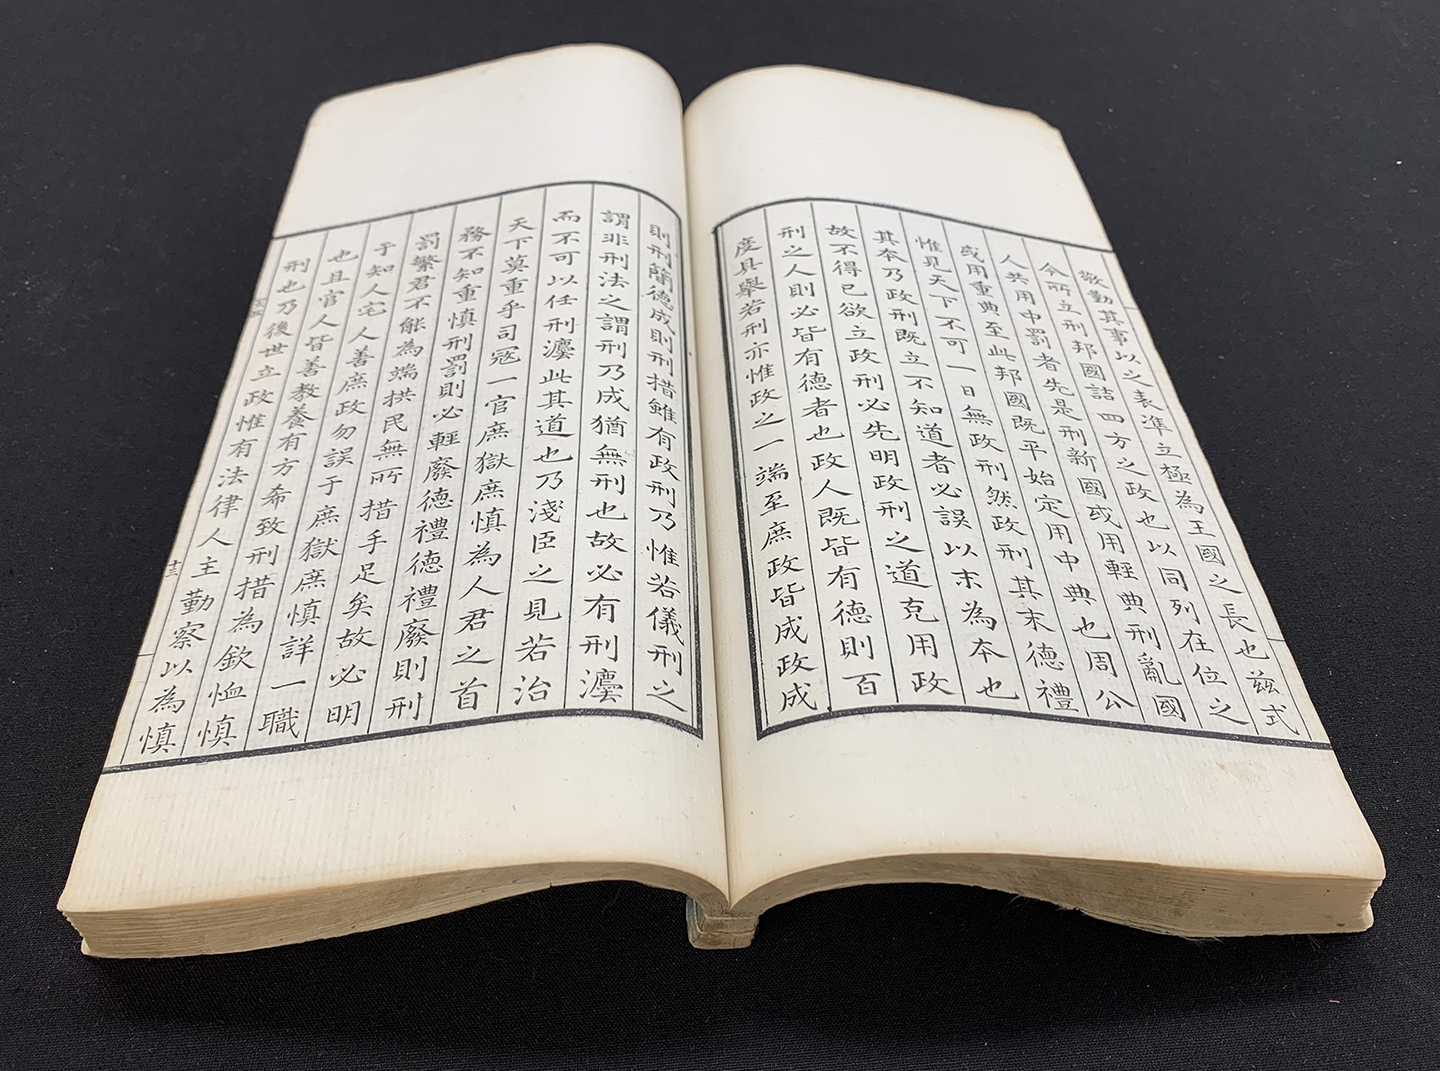 敬勤其事以之表準立極為王國之長也茲式
令所立刑邦國詰四方之政也以同列在位之
人共用中罰者先是刑新國或用輕典刑亂國
或用重典至此邦國既平始定用中典也周公
惟見天下不可一日無政刑然政刑其末德禮
其本乃政刑既立不知道者必誤以末為本也
故不得已欲立政刑必先明政刑之道克用政
刑之人則必皆有德者也政人既皆有德則百
度具舉若刑亦惟政之一端至庶政皆成政成
則刑蘭德成則刑措雖有政刑乃惟若儀刑之
謂非刑法之謂刑乃成猶無刑也故必有刑灋
而不可以任刑灋此其道也乃淺臣之見若治
天下莫重乎司寇一官庶獄庶慎為人君之首
務不知重慎刑罰則必輕廢德禮德禮廢則刑
罰繁君不能為端拱民無所措手足矣故必明
于知人宅人善庶政勿誤于庶獄庶慎詳一職
也且官人皆善教養有方希致刑措為欽恤慎
刑也乃後世立政惟有法律人主勤察以為慎
十三